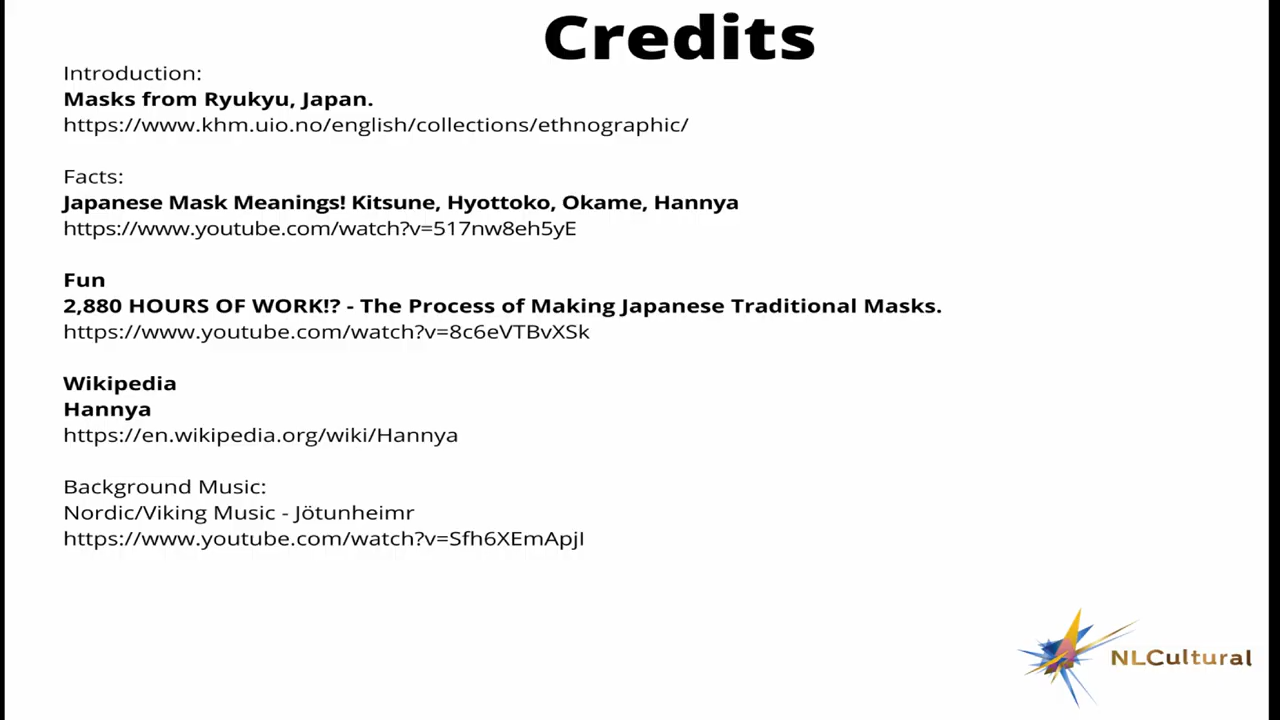 Credits
Introduction:
Masks from Ryukyu, Japan.
https://www.khm.uio.no/english/collections/ethnographic/
Facts:
Japanese Mask Meanings! Kitsune, Hyottoko, Okame, Hannya
https://www.youtube.com/watch?v=517nw8eh5yE
Fun
2,880 HOURS OF WORK!? - The Process of Making Japanese Traditional Masks.
https://www.youtube.com/watch?v=8c6eVTBvXSk
Wikipedia
Hannya
https://en.wikipedia.org/wiki/Hannya
Background Music:
Nordic/Viking Music - Jötunheimr
https://www.youtube.com/watch?v=Sfh6XEmApjI
NLCultural